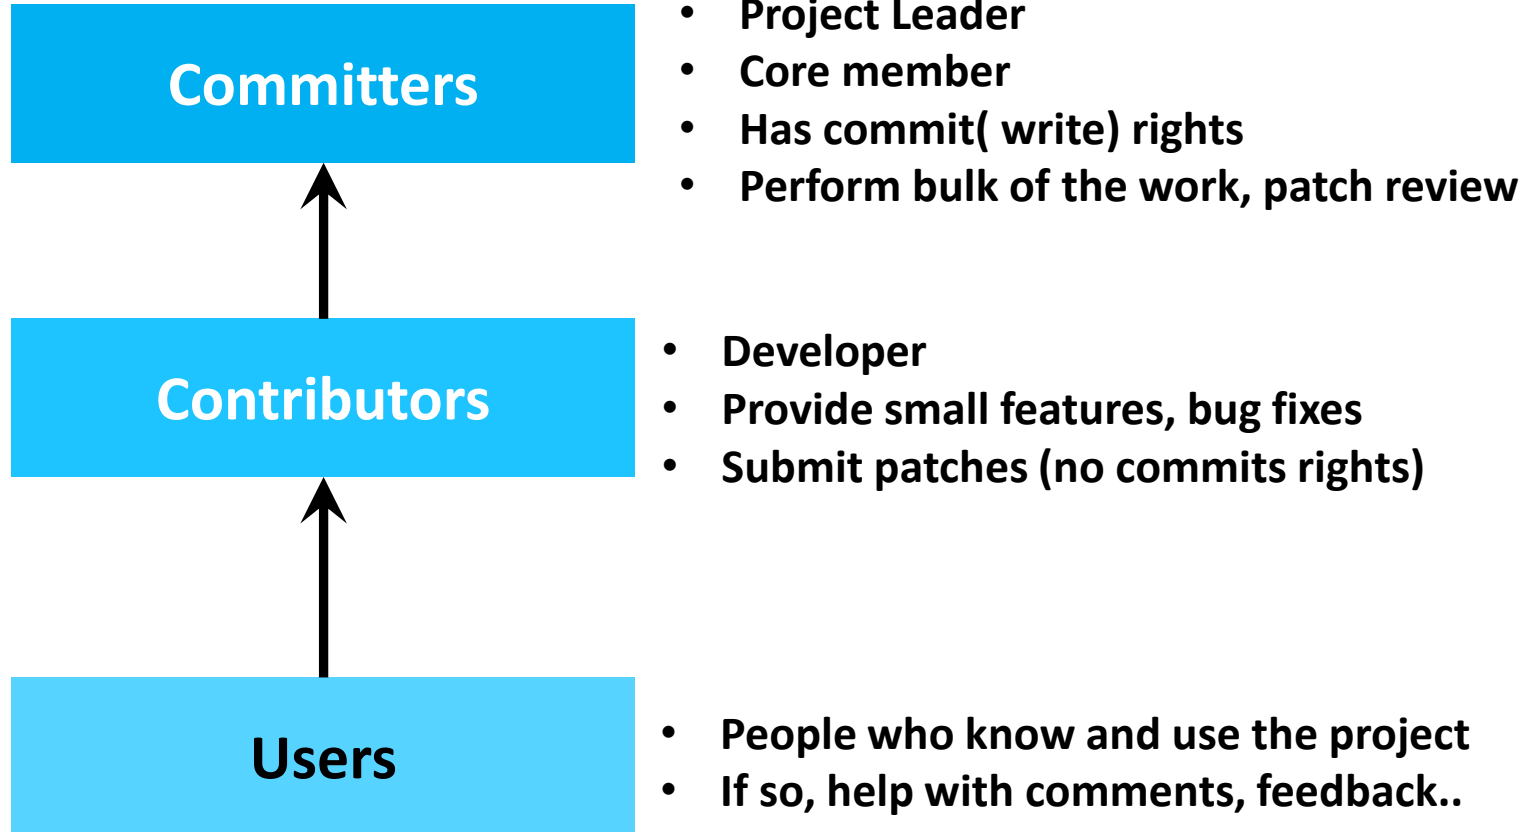 Committers
• Project Leader
• Core member
• Has commit( write) rights
• Perform bulk of the work, patch review
Contributors
• Developer
• Provide small features, bug fixes
• Submit patches (no commits rights)
Users
• People who know and use the project
• If so, help with comments, feedback..